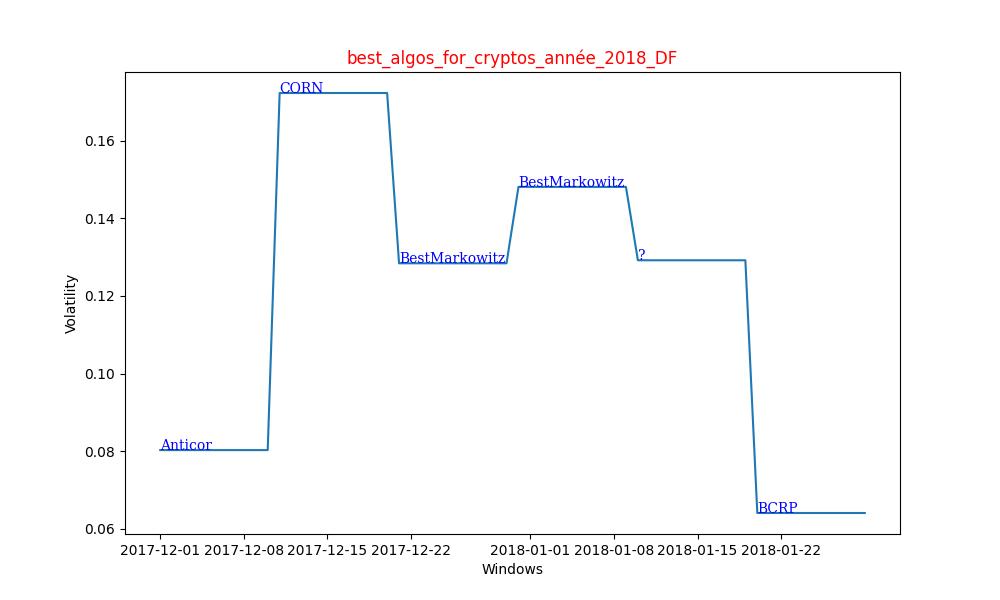 best_algos_for_cryptos_année_2018_DF
CORN
0.16
BestMarkowitz
0.14
BestMarkowitz
?
0.12
Volatility
0.10
Anticor
0.08
BCRP
0.06
2017-12-01 2017-12-08 2017-12-15 2017-12-22 2018-01-01 2018-01-08 2018-01-15 2018-01-22
Windows